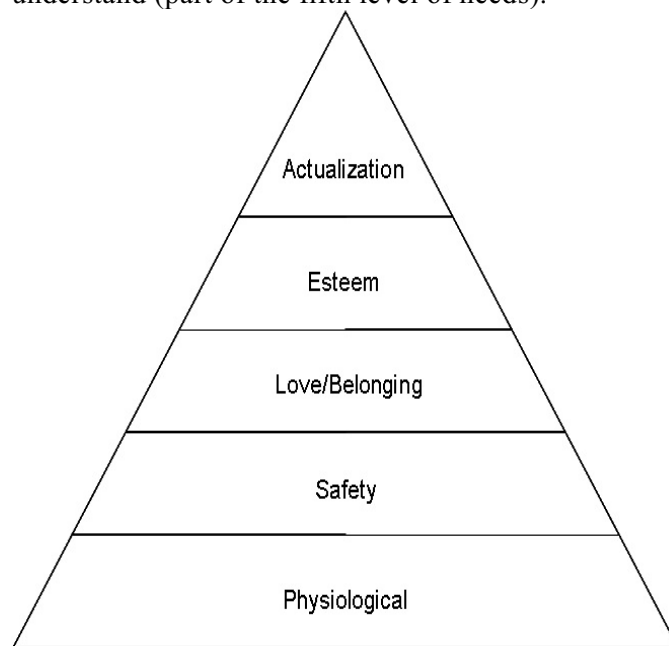 understand (part of the fifth level of needs).
Actualization
Esteem
Love/Belonging
Safety
Physiological